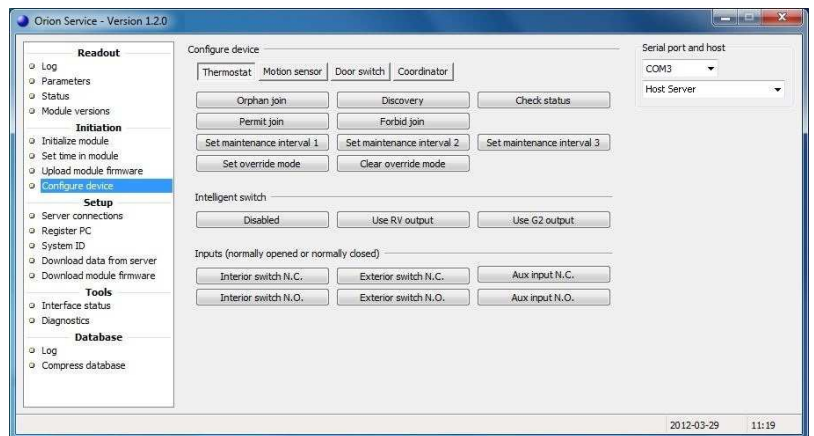 Orion Service - Version 1.2.0
Readout
Log
Parameters
Status
Module versions
Initiation
Initialize module
Set time in module
Upload module firmware
Configure device
Setup
Server connections
Register PC
System ID
Download data from server
Download module firmware
Tools
Interface status
Diagnostics
Database
Log
Compress database
Configure device
Thermostat Motion sensor Door switch Coordinator
Orphan join Discovery Check status
Permit join Forbid join
Set maintenance interval 1 Set maintenance interval 2 Set maintenance interval 3
Set override mode Clear override mode
Intelligent switch
Disabled Use RV output Use G2 output
Inputs (normally opened or normally closed)
Interior switch N.C. Exterior switch N.C. Aux input N.C.
Interior switch N.O. Exterior switch N.O. Aux input N.O.
Serial port and host
COM3
Host Server
2012-03-29 11:19